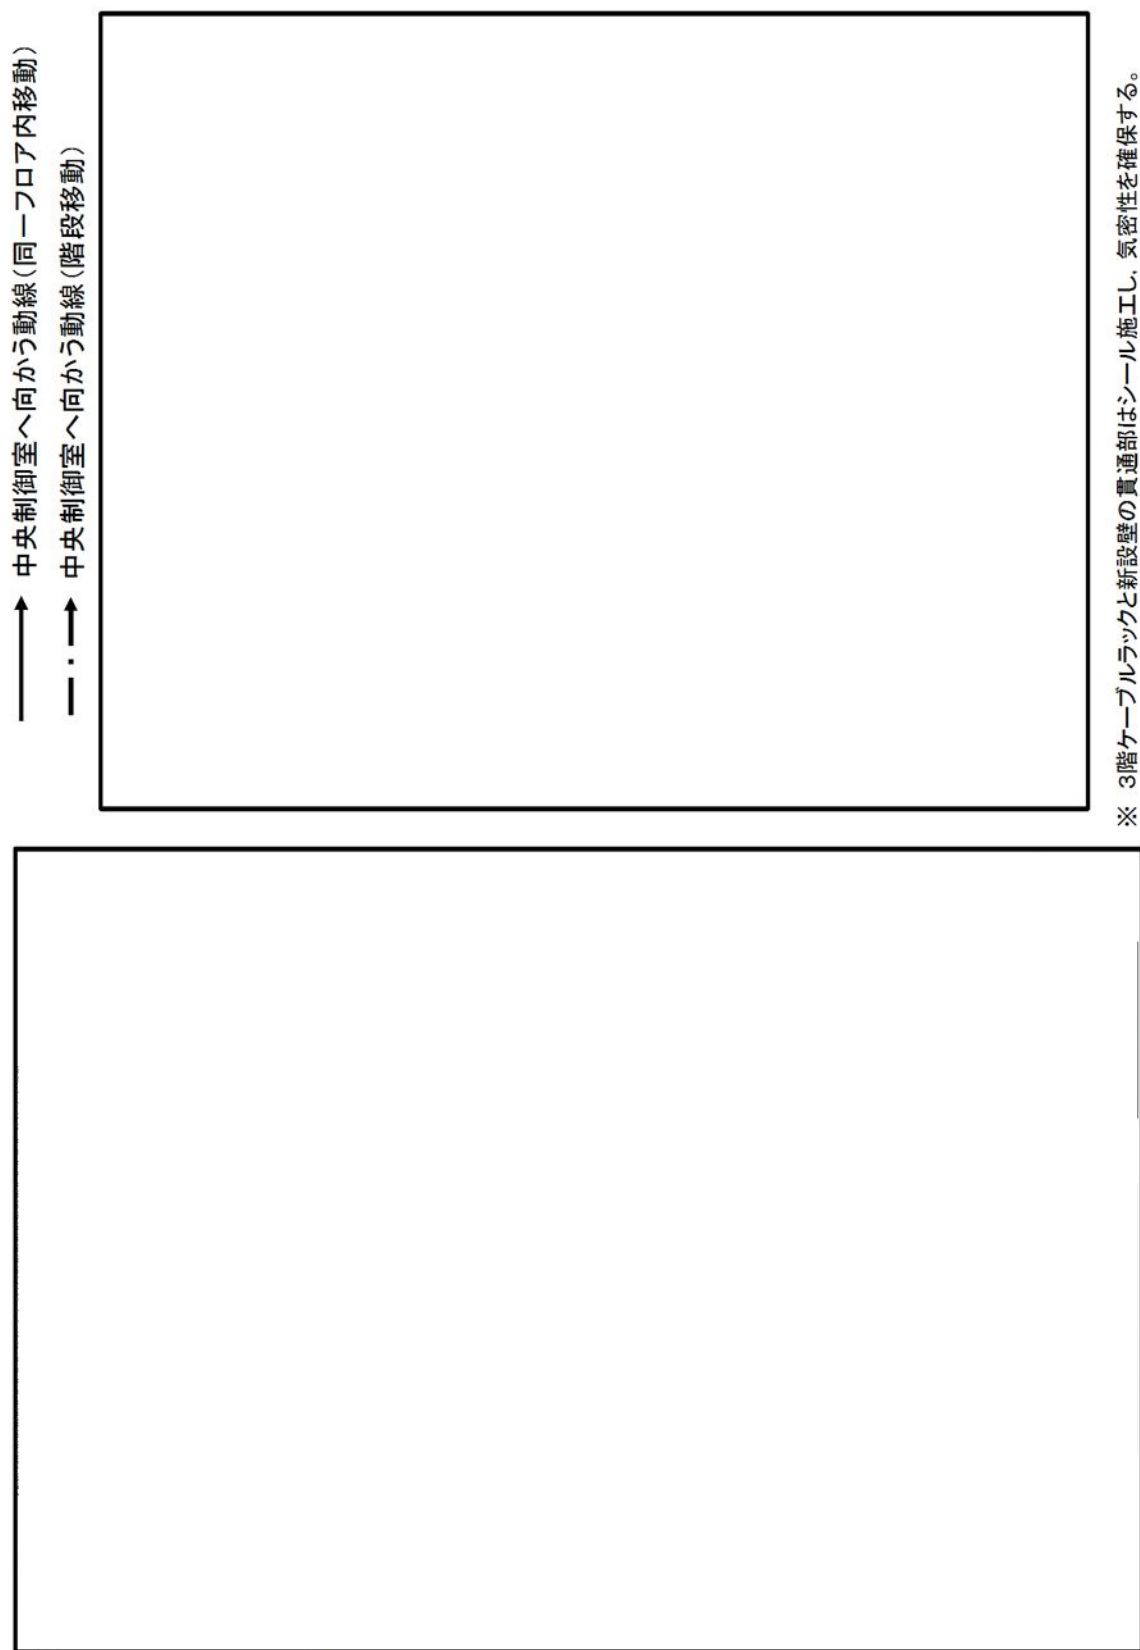 中央制御室へ向かう動線(同一フロア内移動)
中央制御室へ向かう動線(階段移動)
※ 3階ケーブルラックと新設壁の貫通部はシール施工し、気密性を確保する。